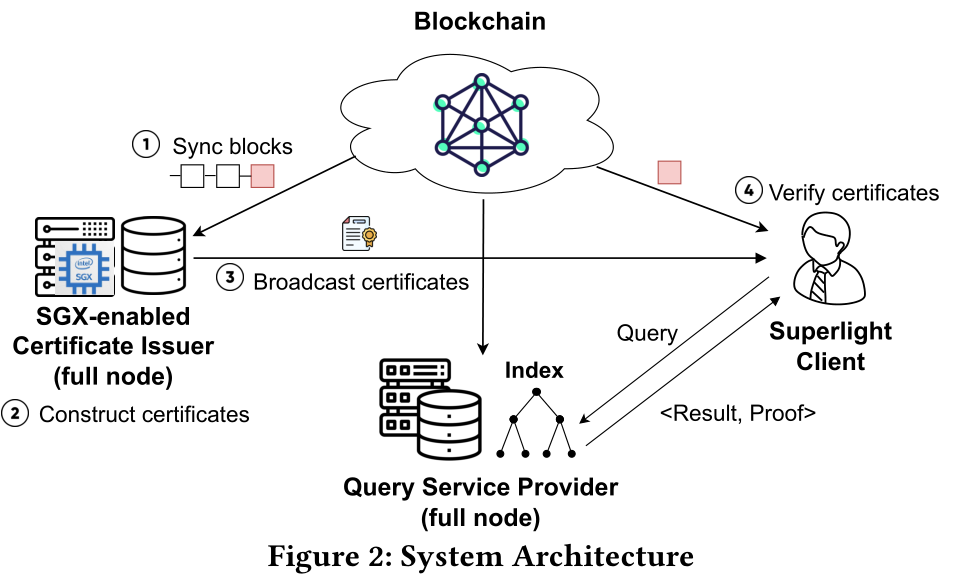 Blockchain
1 Sync blocks
4 Verify certificates
intel
SGX
3 Broadcast certificates
SGX-enabled
Certificate Issuer
(full node)
2 Construct certificates
Query
Superlight
Client
Index
<Result, Proof>
Query Service Provider
(full node)
Figure 2: System Architecture